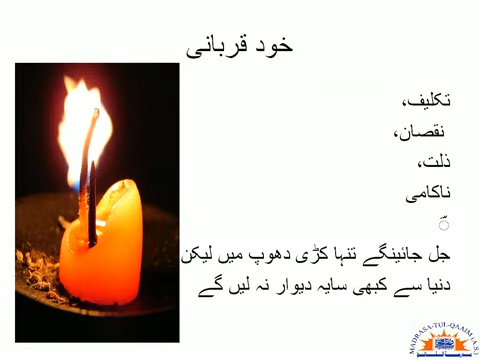 خود قربانی
تکلیف،
نقصان،
ذلت،
ناکامی
ّ
جل جائینگے تنہا کڑی دھوپ میں لیکن
دنیا سے کبھی سایہ دیوار نہ لیں گے
MADRASA-TUL-QAAIM (A.S)